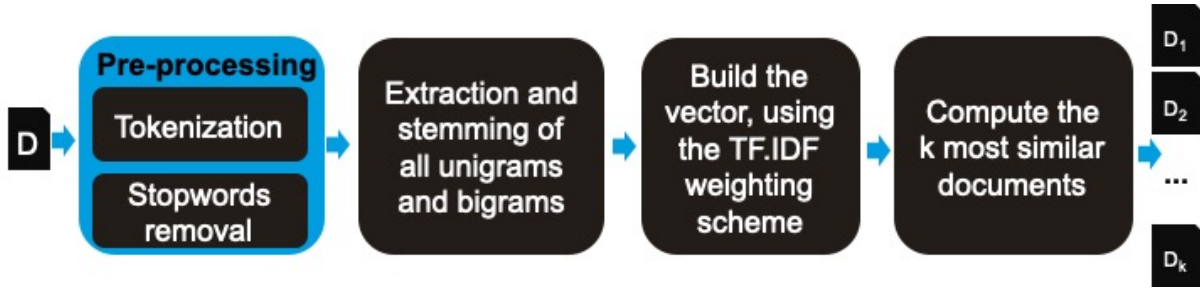 D
Pre-processing
Tokenization
Stopwords
removal
Extraction and
stemming of
all unigrams
and bigrams
Build the
vector, using
the TF.IDF
weighting
scheme
Compute the
k most similar
documents
D1
D2
...
Dk